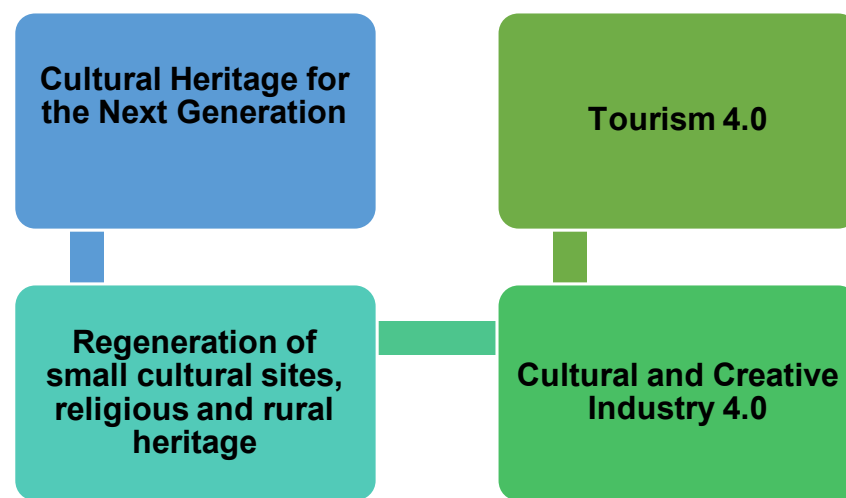 Cultural Heritage for
the Next Generation
Regeneration of
small cultural sites,
religious and rural
heritage
Cultural and Creative
Industry 4.0
Tourism 4.0